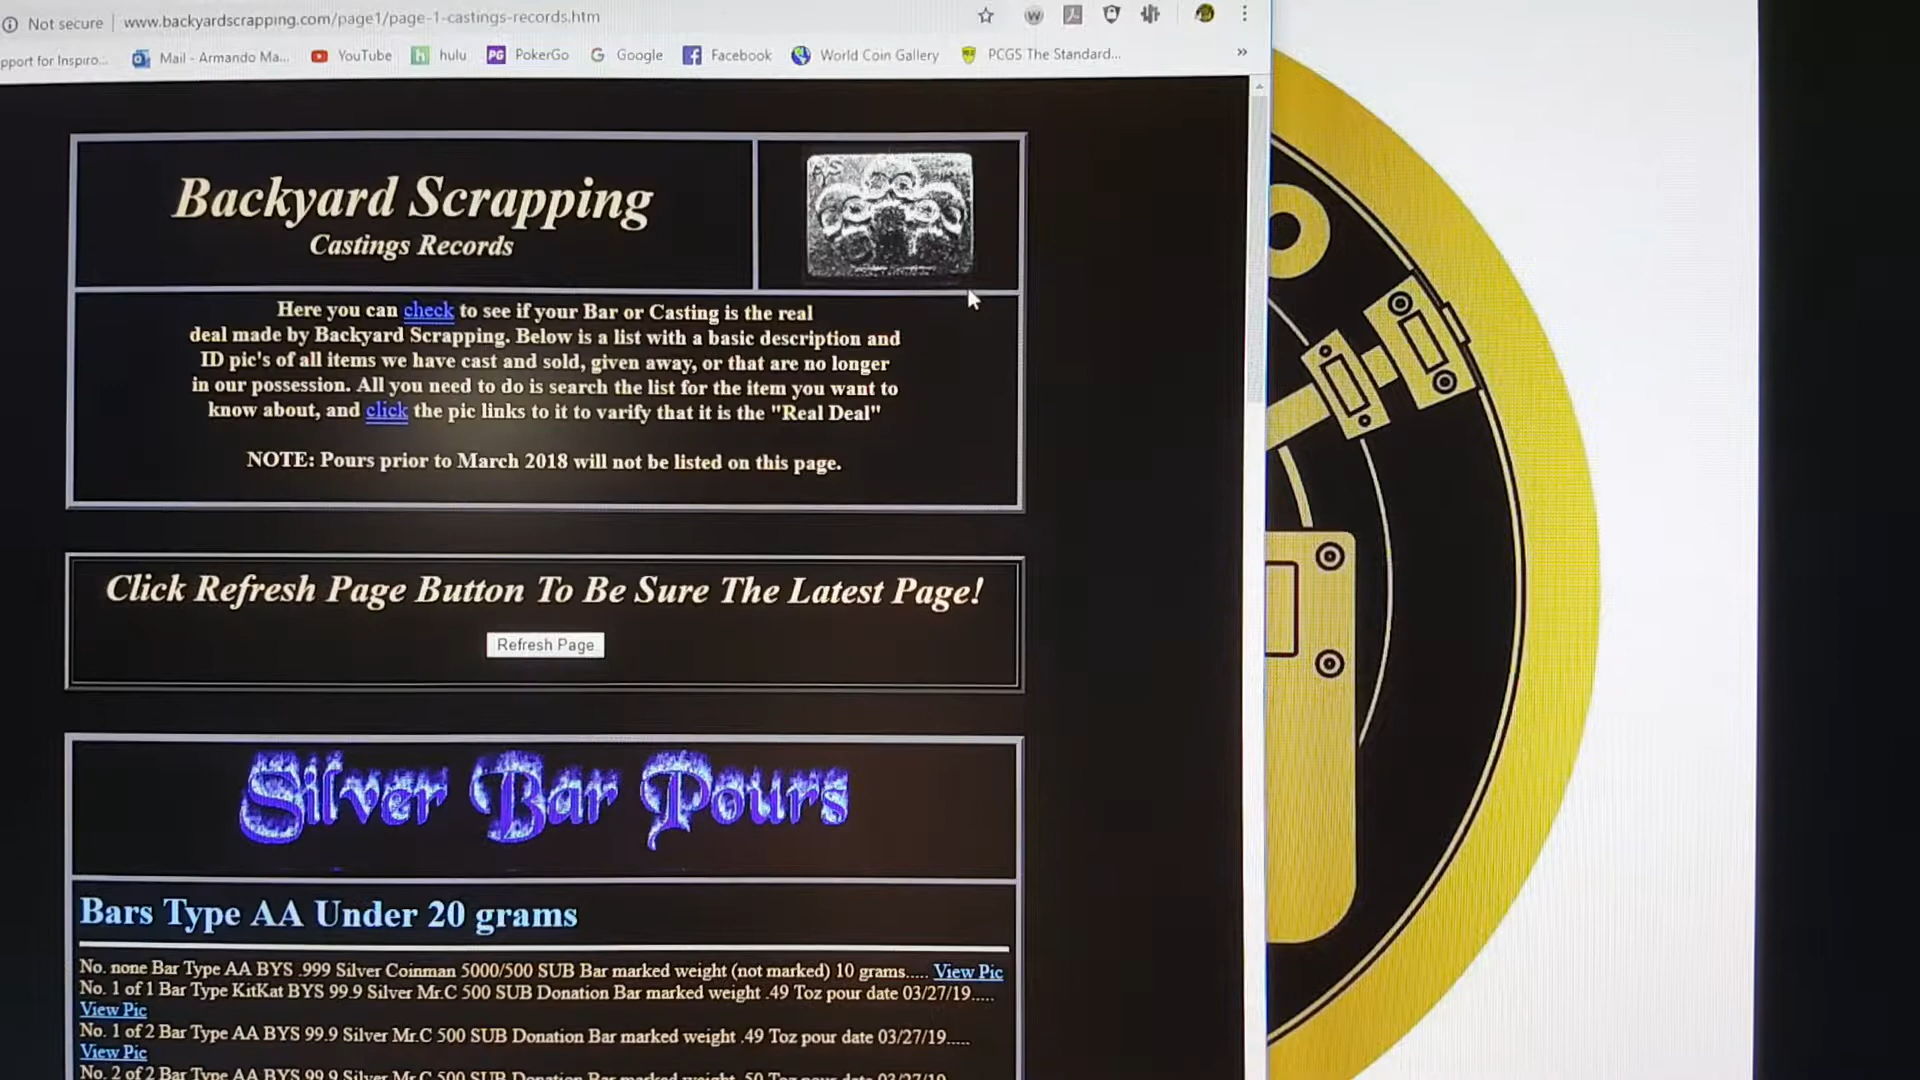 Not secure | www.backyardscrapping.com/page1/page-1-castings-records.htm
pport for Inspiro... Mail - Armando Ma... YouTube hulu PG PokerGo Google Facebook World Coin Gallery PCGS The Standard... »
Backyard Scrapping
Castings Records
Here you can check to see if your Bar or Casting is the real
deal made by Backyard Scrapping. Below is a list with a basic description and
ID pic's of all items we have cast and sold, given away, or that are no longer
in our possession. All you need to do is search the list for the item you want to
know about, and click the pic links to it to varify that it is the "Real Deal"
NOTE: Pours prior to March 2018 will not be listed on this page.
Click Refresh Page Button To Be Sure The Latest Page!
Refresh Page
Silver Bar Pours
Bars Type AA Under 20 grams
No. none Bar Type AA BYS .999 Silver Coinman 5000/500 SUB Bar marked weight (not marked) 10 grams..... View Pic
No. 1 of 1 Bar Type KitKat BYS 99.9 Silver Mr.C 500 SUB Donation Bar marked weight .49 Toz pour date 03/27/19.....
View Pic
No. 1 of 2 Bar Type AA BYS 99.9 Silver Mr.C 500 SUB Donation Bar marked weight .49 Toz pour date 03/27/19.....
View Pic
No. 2 of 2 Bar Type AA BYS 99.9 Silver Mr.C 500 SUB Donation Bar marked weight .50 Toz pour date 03/27/19